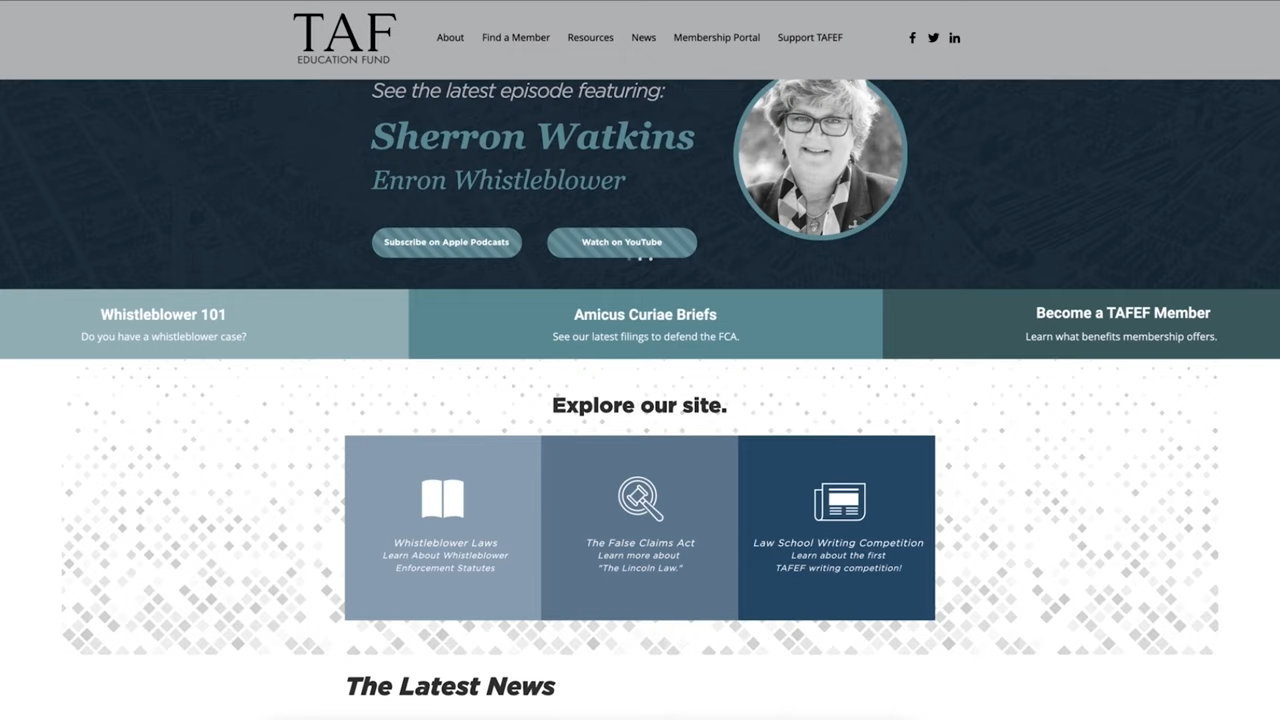 TAF
EDUCATION FUND
About Find a Member Resources News Membership Portal Support TAFEF
See the latest episode featuring:
Sherron Watkins
Enron Whistleblower
Subscribe on Apple Podcasts Watch on YouTube
Whistleblower 101
Do you have a whistleblower case?
Amicus Curiae Briefs
See our latest filings to defend the FCA.
Become a TAFEF Member
Learn what benefits membership offers.
Explore our site.
Whistleblower Laws
Learn About Whistleblower
Enforcement Statutes
The False Claims Act
Learn more about
"The Lincoln Law."
Law School Writing Competition
Learn about the first
TAFEF writing competition!
The Latest News